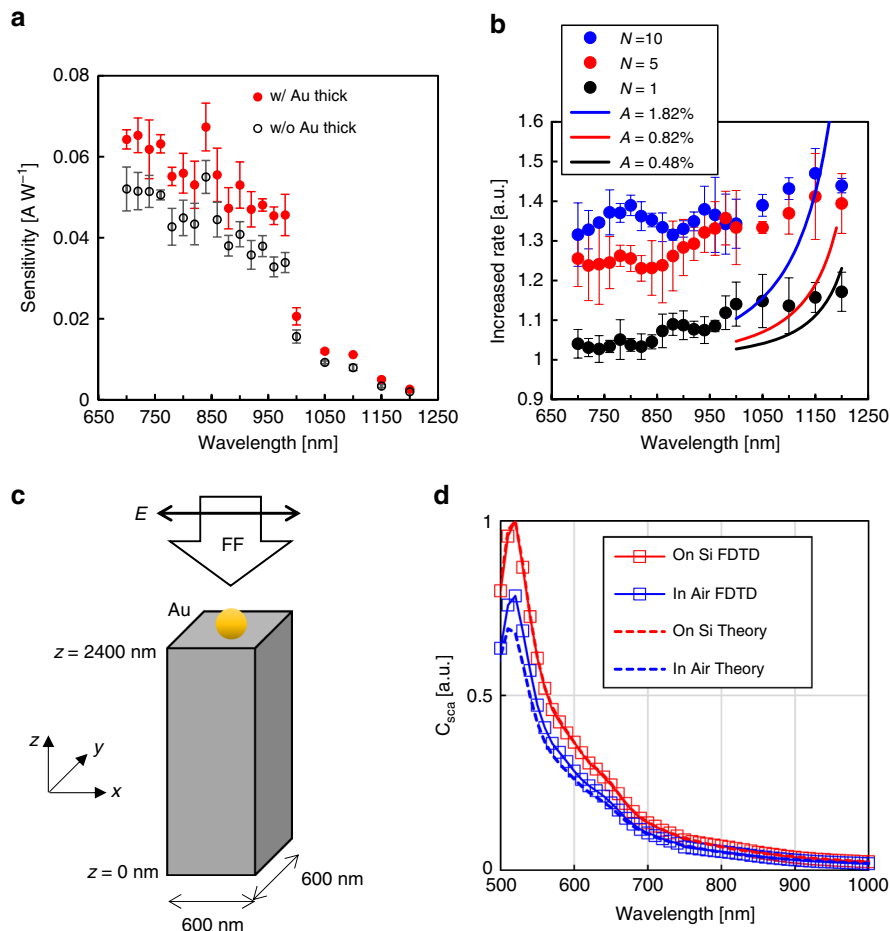 a
0.08
0.06
0.04
0.02
0
650
750
850
950
1050
1150
1250
Sensitivity [A W⁻¹]
Wavelength [nm]
w/ Au thick
w/o Au thick
b
N =10
N = 5
N = 1
A = 1.82%
A = 0.82%
A = 0.48%
1.6
1.5
1.4
1.3
1.2
1.1
1
0.9
650
750
850
950
1050
1150
1250
Increased rate [a.u.]
Wavelength [nm]
c
E
FF
Au
z = 2400 nm
z
y
x
z = 0 nm
600 nm
600 nm
d
1
0.5
0
500
600
700
800
900
1000
C_sca [a.u.]
Wavelength [nm]
On Si FDTD
In Air FDTD
On Si Theory
In Air Theory